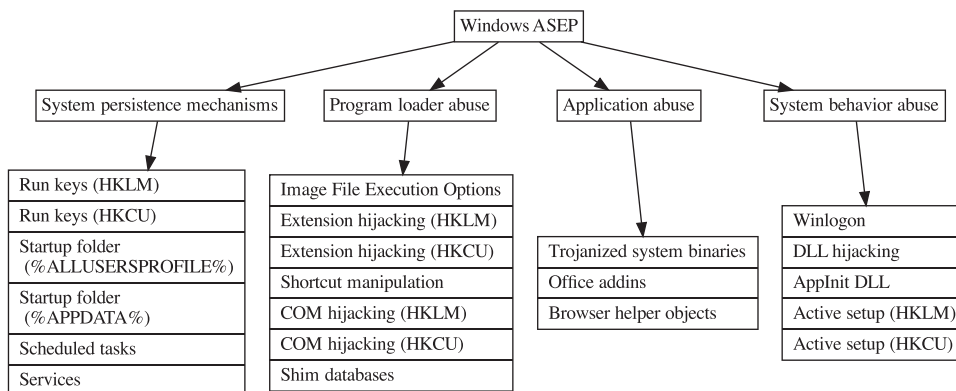 Windows ASEP
System persistence mechanisms
Program loader abuse
Application abuse
System behavior abuse
Run keys (HKLM)
Run keys (HKCU)
Startup folder
(%ALLUSERSPROFILE%)
Startup folder
(%APPDATA%)
Scheduled tasks
Services
Image File Execution Options
Extension hijacking (HKLM)
Extension hijacking (HKCU)
Shortcut manipulation
COM hijacking (HKLM)
COM hijacking (HKCU)
Shim databases
Trojanized system binaries
Office addins
Browser helper objects
Winlogon
DLL hijacking
AppInit DLL
Active setup (HKLM)
Active setup (HKCU)